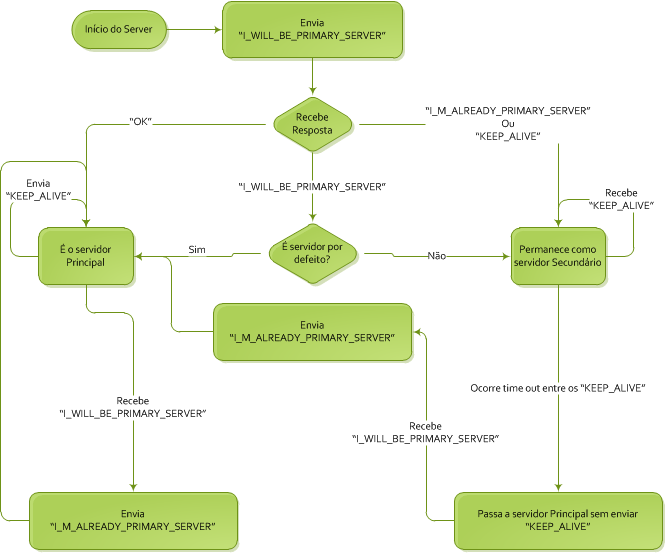 Início do Server
Envia
“I_WILL_BE_PRIMARY_SERVER”
Recebe
Resposta
“OK”
“I_M_ALREADY_PRIMARY_SERVER”
Ou
“KEEP_ALIVE”
Envia
“KEEP_ALIVE”
“I_WILL_BE_PRIMARY_SERVER”
Recebe
“KEEP_ALIVE”
É o servidor
Principal
Sim
É servidor por
defeito?
Não
Permanece como
servidor Secundário
Envia
“I_M_ALREADY_PRIMARY_SERVER”
Ocorre time out entre os “KEEP_ALIVE”
Recebe
“I_WILL_BE_PRIMARY_SERVER”
Recebe
“I_WILL_BE_PRIMARY_SERVER”
Envia
“I_M_ALREADY_PRIMARY_SERVER”
Passa a servidor Principal sem enviar
“KEEP_ALIVE”